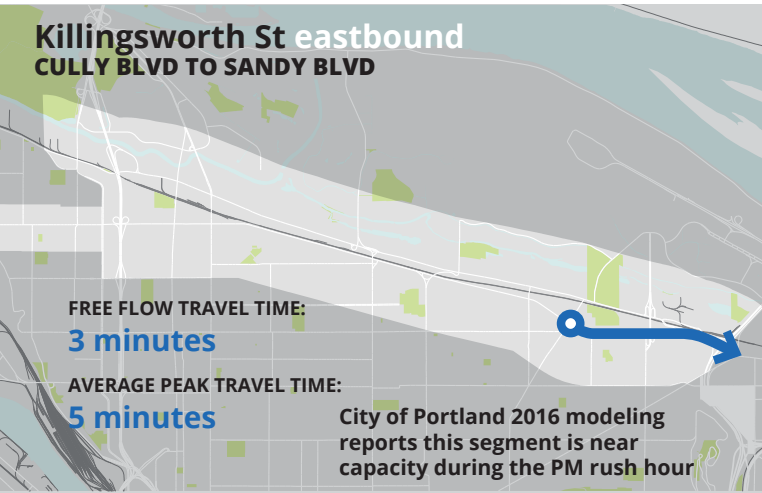 Killingsworth St eastbound
CULLY BLVD TO SANDY BLVD
FREE FLOW TRAVEL TIME:
3 minutes
AVERAGE PEAK TRAVEL TIME:
5 minutes
City of Portland 2016 modeling
reports this segment is near
capacity during the PM rush hour